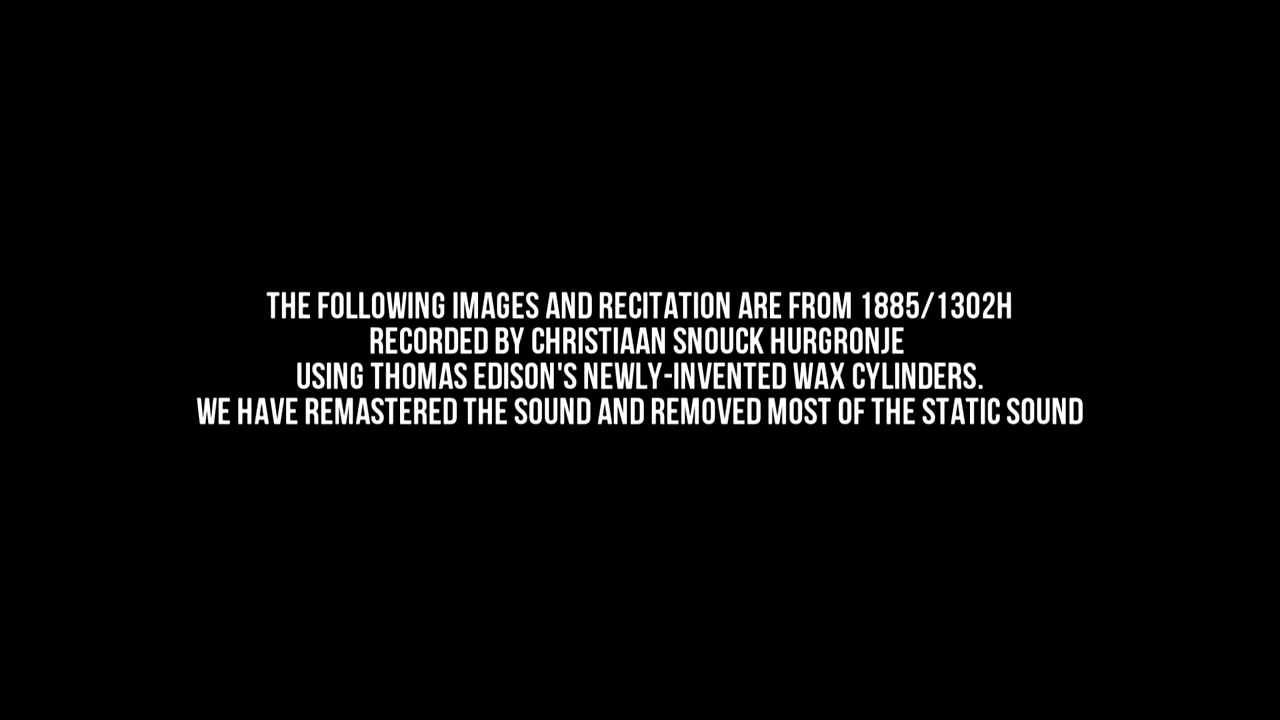 THE FOLLOWING IMAGES AND RECITATION ARE FROM 1885/1302H
RECORDED BY CHRISTIAAN SNOUCK HURGRONJE
USING THOMAS EDISON'S NEWLY-INVENTED WAX CYLINDERS.
WE HAVE REMASTERED THE SOUND AND REMOVED MOST OF THE STATIC SOUND